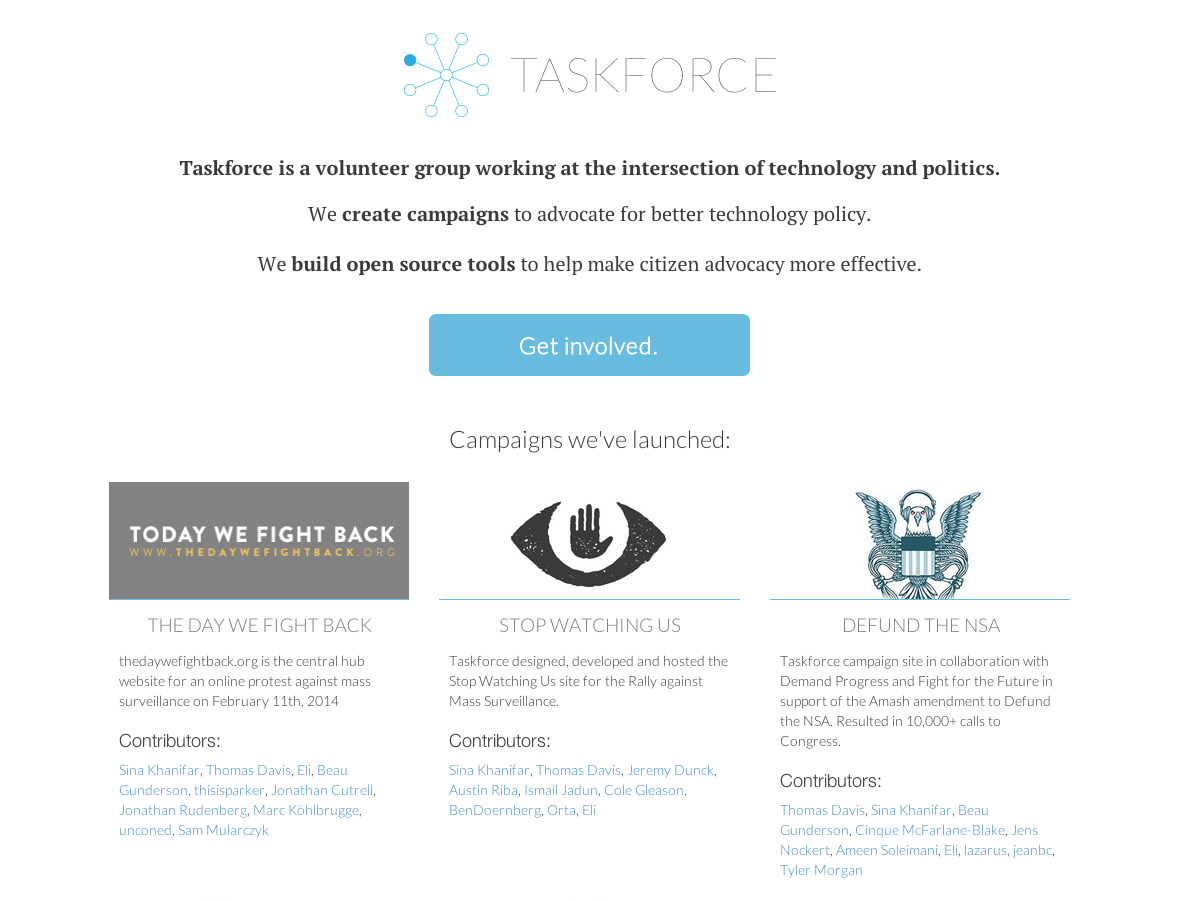 TASKFORCE
Taskforce is a volunteer group working at the intersection of technology and politics.
We create campaigns to advocate for better technology policy.
We build open source tools to help make citizen advocacy more effective.
Get involved.
Campaigns we've launched:
TODAY WE FIGHT BACK
WWW.THEDAYWEFIGHTBACK.ORG
THE DAY WE FIGHT BACK
thedaywefightback.org is the central hub
website for an online protest against mass
surveillance on February 11th, 2014
Contributors:
Sina Khanifar, Thomas Davis, Eli, Beau
Gunderson, thisisparker, Jonathan Cutrell,
Jonathan Rudenberg, Marc Köhlbrugge,
unconed, Sam Mularczyk
STOP WATCHING US
Taskforce designed, developed and hosted the
Stop Watching Us site for the Rally against
Mass Surveillance.
Contributors:
Sina Khanifar, Thomas Davis, Jeremy Dunck,
Austin Riba, Ismail Jadun, Cole Gleason,
BenDoernberg, Orta, Eli
DEFUND THE NSA
Taskforce campaign site in collaboration with
Demand Progress and Fight for the Future in
support of the Amash amendment to Defund
the NSA. Resulted in 10,000+ calls to
Congress.
Contributors:
Thomas Davis, Sina Khanifar, Beau
Gunderson, Cinque McFarlane-Blake, Jens
Nockert, Ameen Soleimani, Eli, lazarus, jeanbc,
Tyler Morgan